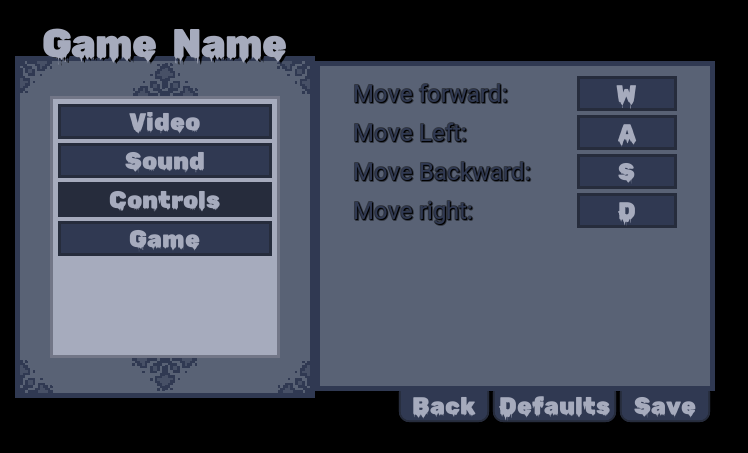 Game Name
Video
Sound
Controls
Game
Move forward: W
Move Left: A
Move Backward: S
Move right: D
Back Defaults Save